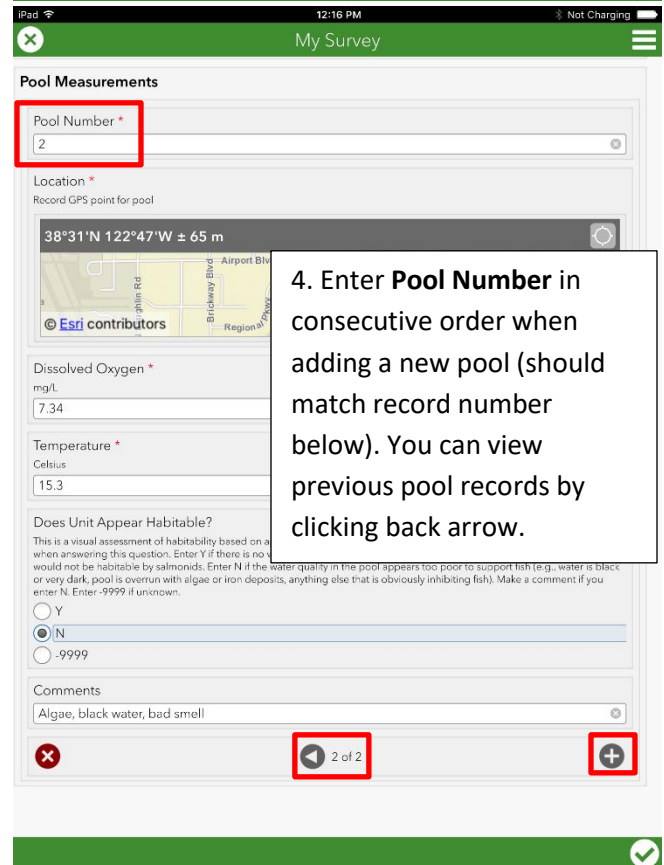 iPad 12:16 PM Not Charging
My Survey
Pool Measurements
Pool Number *
2
Location *
Record GPS point for pool
38°31'N 122°47'W ± 65 m
Airport Blv
Brickway Blvd
ughlin Rd
Pkwy
Regional
© Esri contributors
4. Enter Pool Number in
consecutive order when
adding a new pool (should
match record number
below). You can view
previous pool records by
clicking back arrow.
Dissolved Oxygen *
mg/L
7.34
Temperature *
Celsius
15.3
Does Unit Appear Habitable?
This is a visual assessment of habitability based on a
when answering this question. Enter Y if there is no
would not be habitable by salmonids. Enter N if the water quality in the pool appears too poor to support fish (e.g., water is black
or very dark, pool is overrun with algae or iron deposits, anything else that is obviously inhibiting fish). Make a comment if you
enter N. Enter -9999 if unknown.
Y
N
-9999
Comments
Algae, black water, bad smell
2 of 2